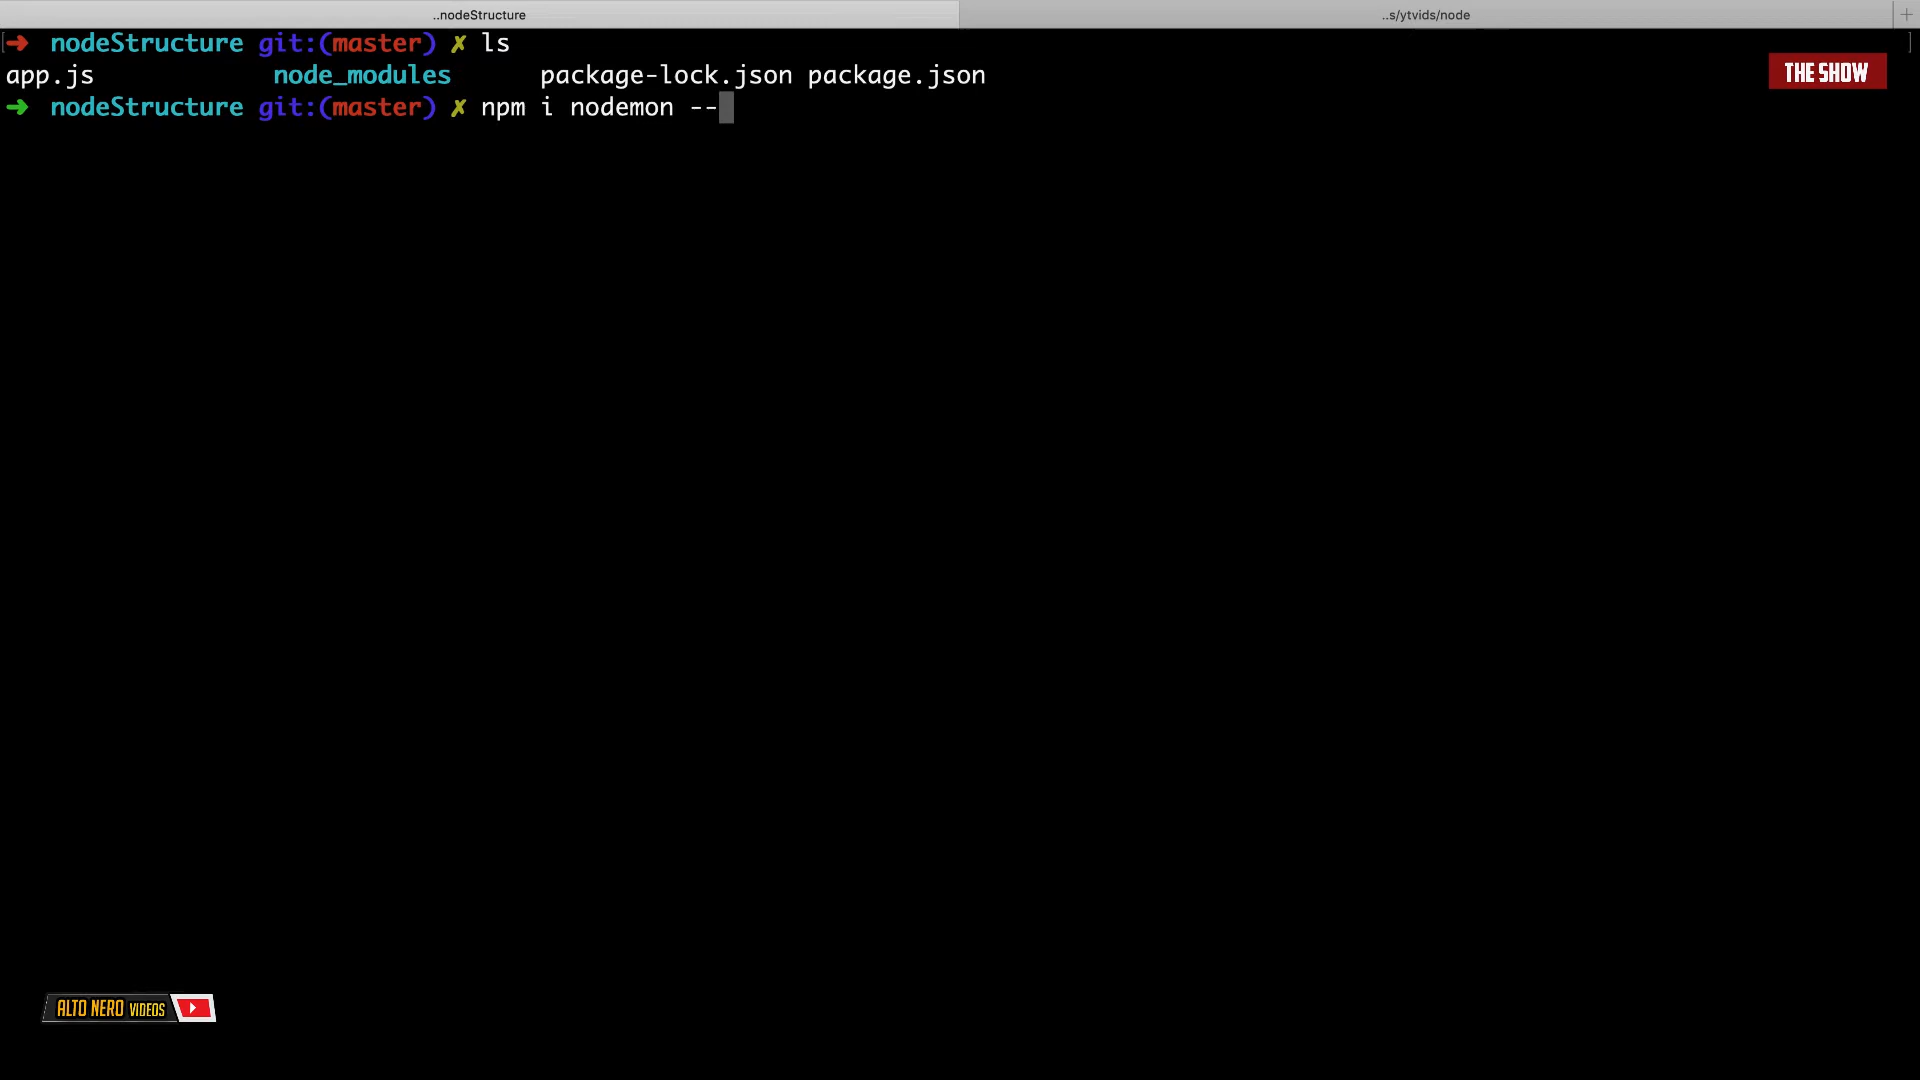 ..nodeStructure ..s/ytvids/node +
➜ nodeStructure git:(master) ✗ ls
app.js node_modules package-lock.json package.json
THE SHOW
➜ nodeStructure git:(master) ✗ npm i nodemon --
ALTO NERO VIDEOS